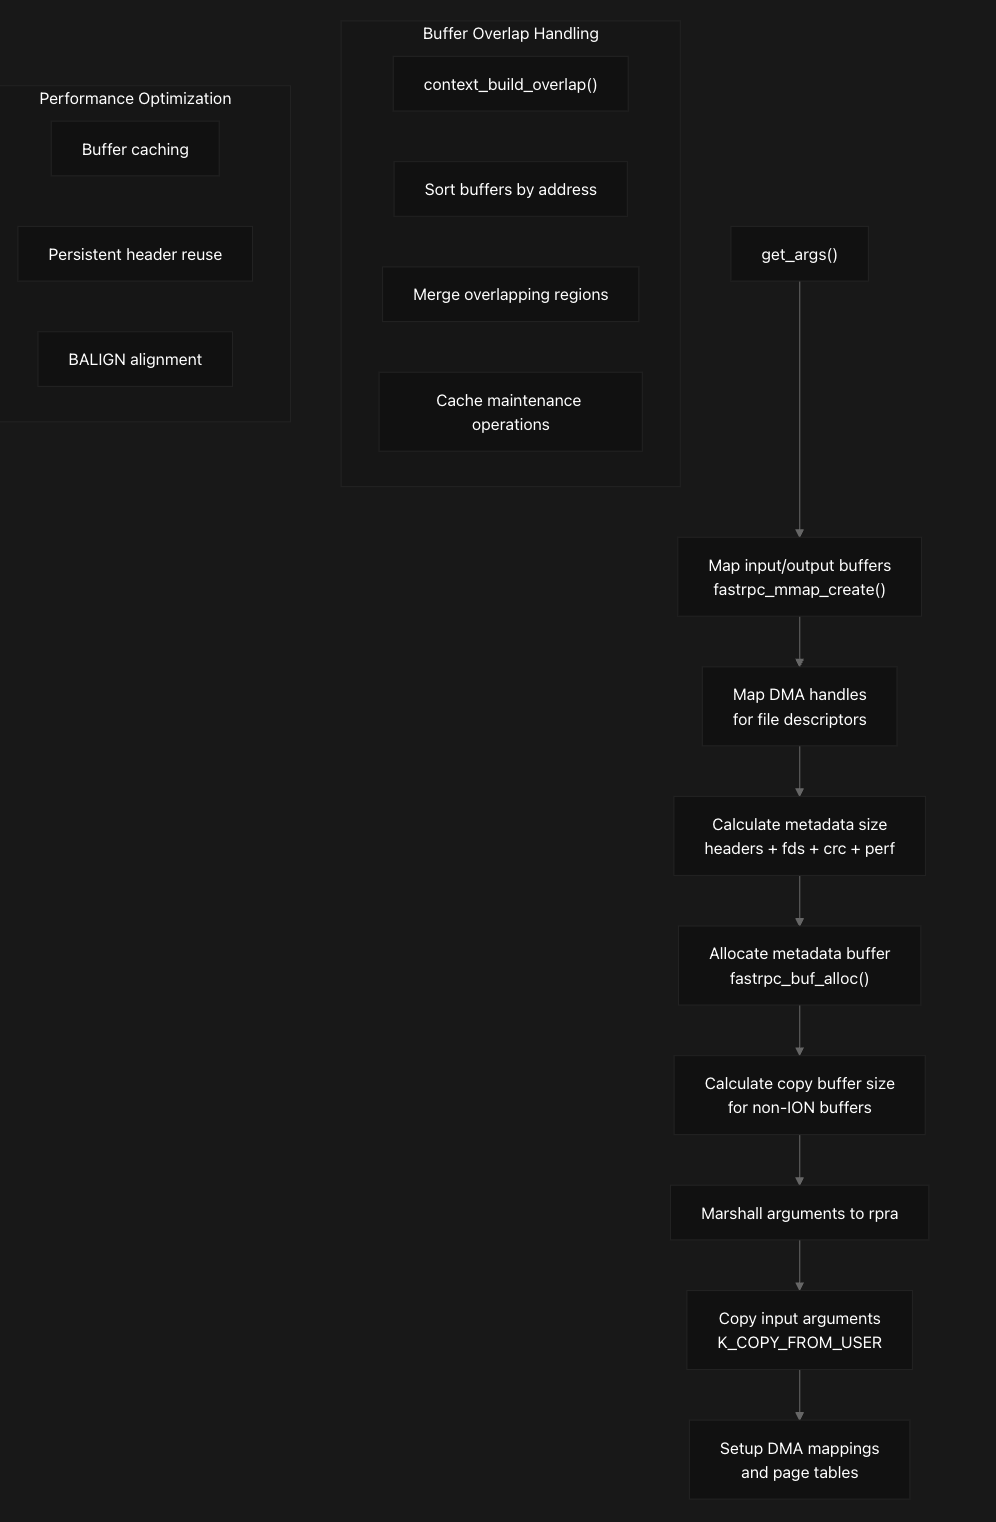 Performance Optimization
Buffer caching
Persistent header reuse
BALIGN alignment
Buffer Overlap Handling
context_build_overlap()
Sort buffers by address
Merge overlapping regions
Cache maintenance
operations
get_args()
Map input/output buffers
fastrpc_mmap_create()
Map DMA handles
for file descriptors
Calculate metadata size
headers + fds + crc + perf
Allocate metadata buffer
fastrpc_buf_alloc()
Calculate copy buffer size
for non-ION buffers
Marshall arguments to rpra
Copy input arguments
K_COPY_FROM_USER
Setup DMA mappings
and page tables